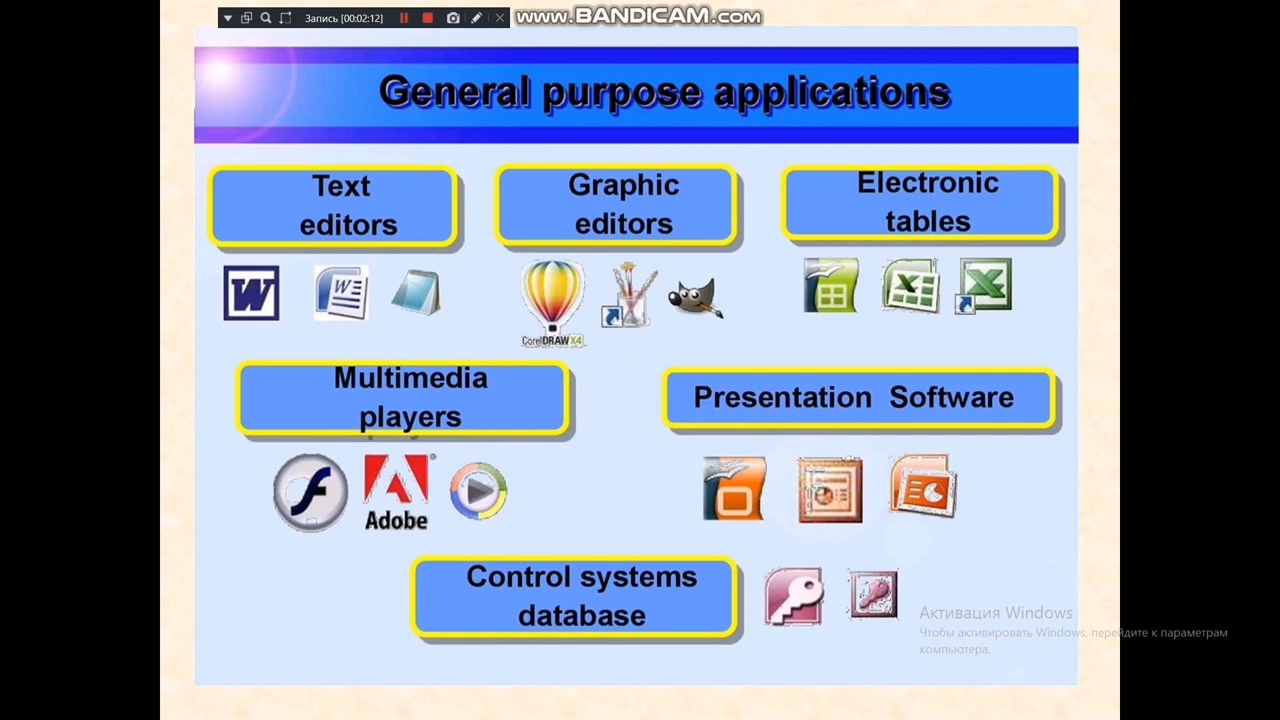 Запись [00:02:12]
www.BANDICAM.com
General purpose applications
Text
editors
Graphic
editors
Electronic
tables
CorelDRAW X4
Multimedia
players
Presentation Software
Adobe
Control systems
database
Активация Windows
Чтобы активировать Windows, перейдите к параметрам
компьютера.